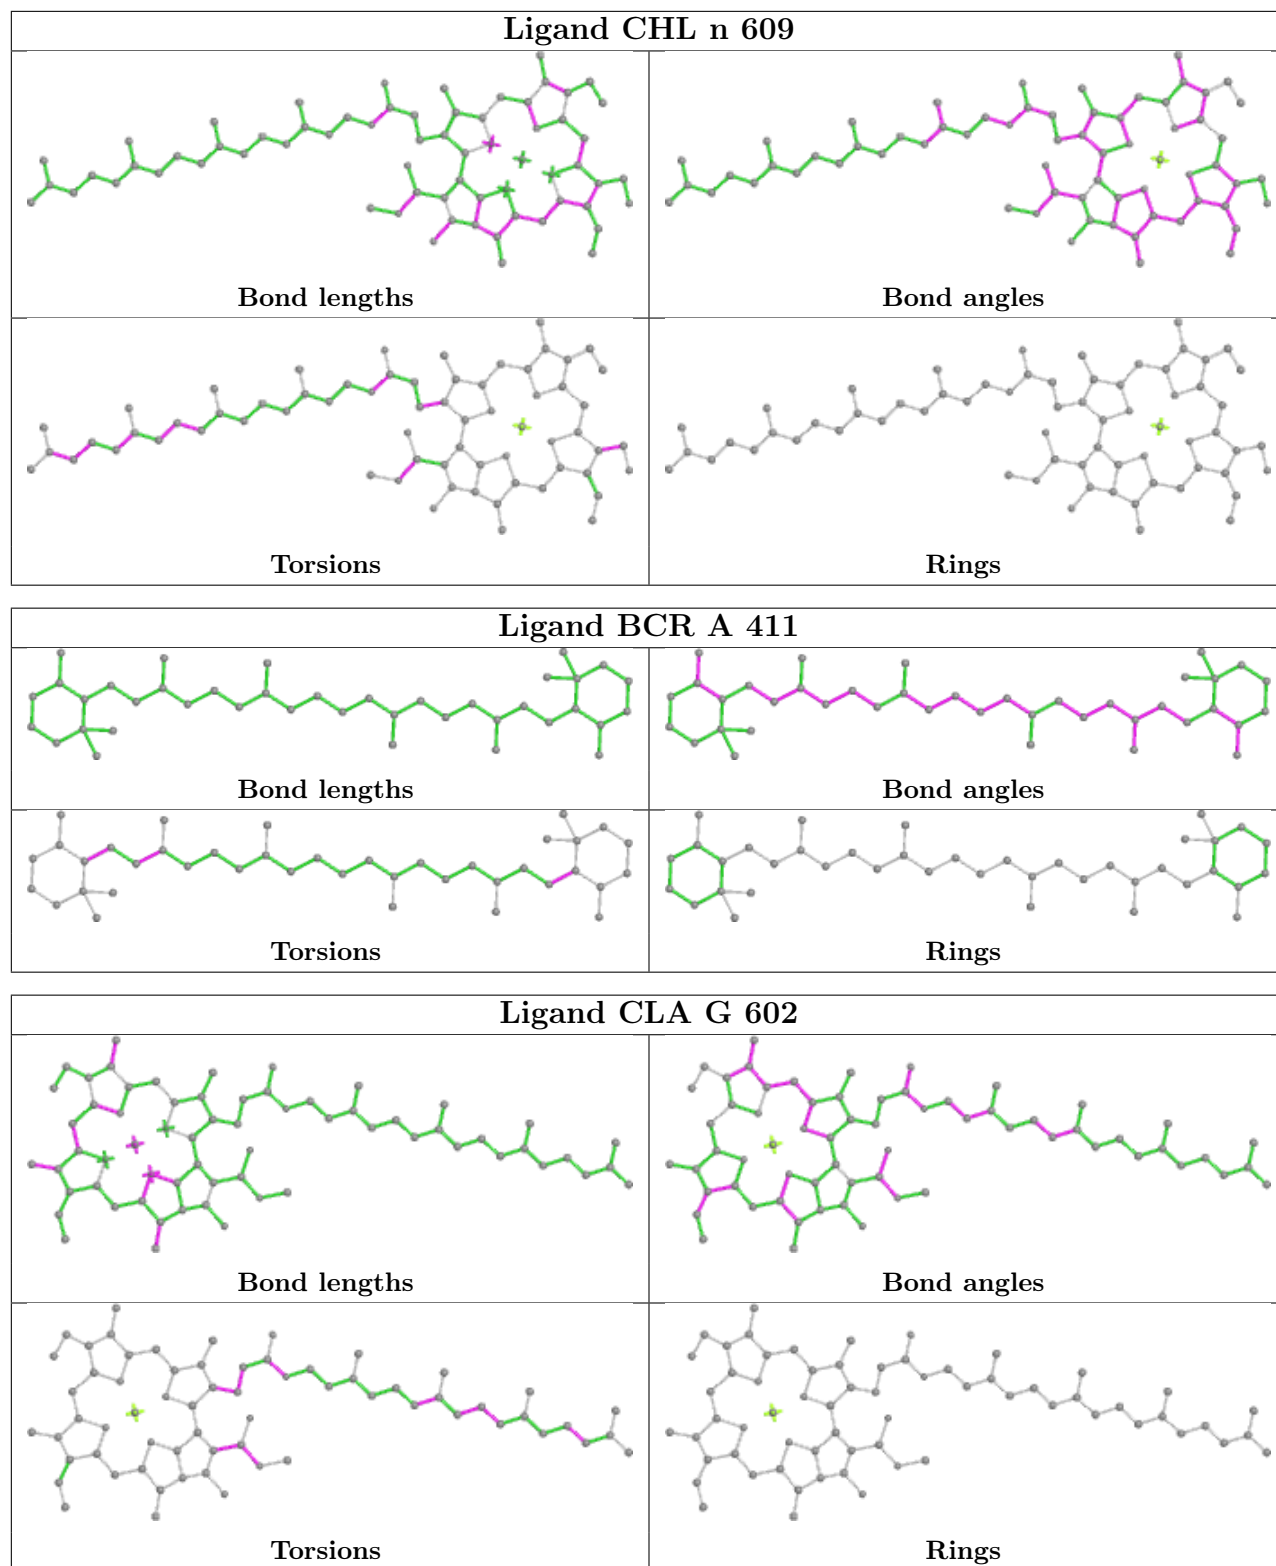 Ligand CHL n 609
Bond lengths
Bond angles
Torsions
Rings
Ligand BCR A 411
Bond lengths
Bond angles
Torsions
Rings
Ligand CLA G 602
Bond lengths
Bond angles
Torsions
Rings